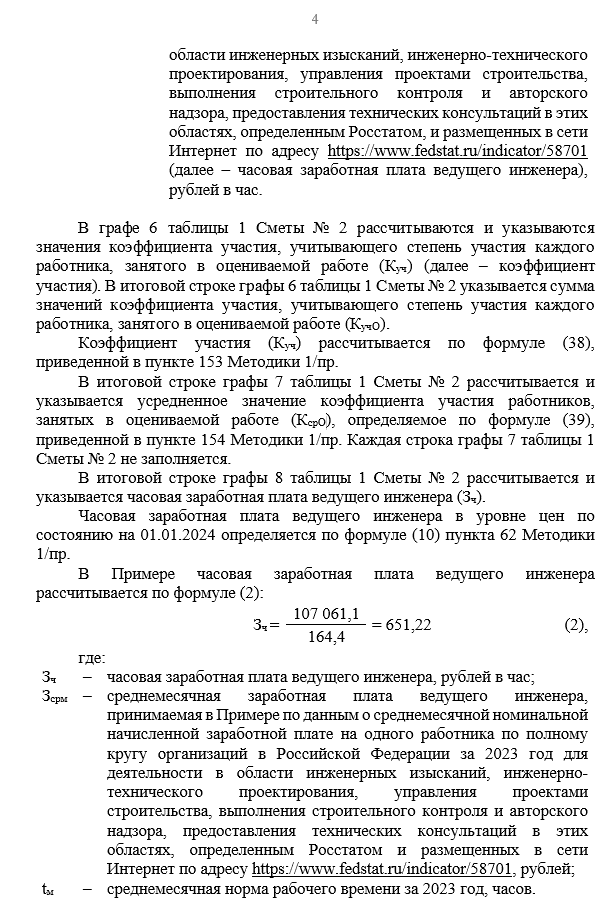 4
области инженерных изысканий, инженерно-технического
проектирования, управления проектами строительства,
выполнения строительного контроля и авторского
надзора, предоставления технических консультаций в этих
областях, определенным Росстатом, и размещенных в сети
Интернет по адресу https://www.fedstat.ru/indicator/58701
(далее – часовая заработная плата ведущего инженера),
рублей в час.
В графе 6 таблицы 1 Сметы № 2 рассчитываются и указываются
значения коэффициента участия, учитывающего степень участия каждого
работника, занятого в оцениваемой работе (Kуч) (далее – коэффициент
участия). В итоговой строке графы 6 таблицы 1 Сметы № 2 указывается сумма
значений коэффициента участия, учитывающего степень участия каждого
работника, занятого в оцениваемой работе (КучО).
Коэффициент участия (Kуч) рассчитывается по формуле (38),
приведенной в пункте 153 Методики 1/пр.
В итоговой строке графы 7 таблицы 1 Сметы № 2 рассчитывается и
указывается усредненное значение коэффициента участия работников,
занятых в оцениваемой работе (КсрО), определяемое по формуле (39),
приведенной в пункте 154 Методики 1/пр. Каждая строка графы 7 таблицы 1
Сметы № 2 не заполняется.
В итоговой строке графы 8 таблицы 1 Сметы № 2 рассчитывается и
указывается часовая заработная плата ведущего инженера (Зч).
Часовая заработная плата ведущего инженера в уровне цен по
состоянию на 01.01.2024 определяется по формуле (10) пункта 62 Методики
1/пр.
В Примере часовая заработная плата ведущего инженера
рассчитывается по формуле (2):
Зч = 107 061,1 / 164,4 = 651,22 (2),
где:
Зч – часовая заработная плата ведущего инженера, рублей в час;
Зсрм – среднемесячная заработная плата ведущего инженера,
принимаемая в Примере по данным о среднемесячной номинальной
начисленной заработной плате на одного работника по полному
кругу организаций в Российской Федерации за 2023 год для
деятельности в области инженерных изысканий, инженерно-
технического проектирования, управления проектами
строительства, выполнения строительного контроля и авторского
надзора, предоставления технических консультаций в этих
областях, определенным Росстатом и размещенных в сети
Интернет по адресу https://www.fedstat.ru/indicator/58701, рублей;
tм – среднемесячная норма рабочего времени за 2023 год, часов.